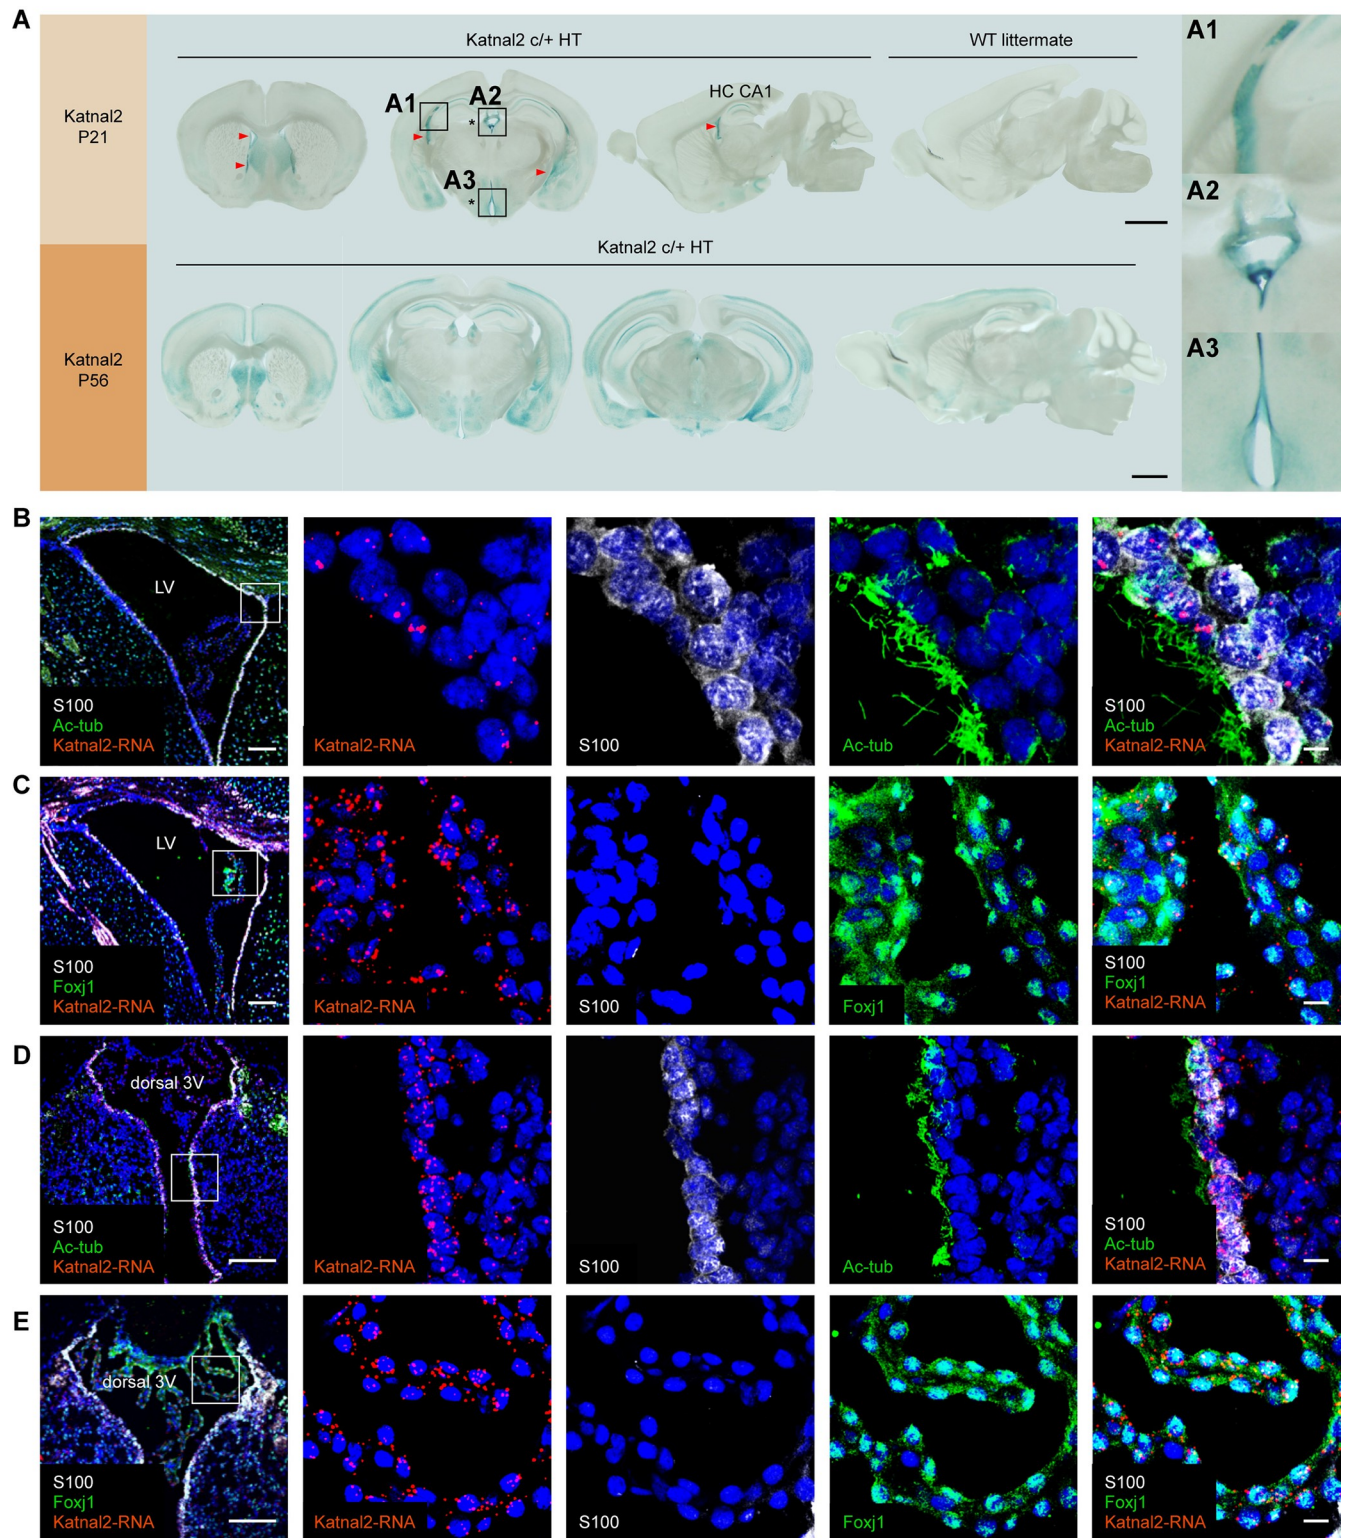 A
Katnal2 c/+ HT
WT littermate
A1
Katnal2
P21
A1
A2
*
HC CA1
A3
*
A2
Katnal2 c/+ HT
Katnal2
P56
A3
B
LV
S100
Ac-tub
Katnal2-RNA
Katnal2-RNA
S100
Ac-tub
S100
Ac-tub
Katnal2-RNA
C
LV
S100
Foxj1
Katnal2-RNA
Katnal2-RNA
S100
Foxj1
S100
Foxj1
Katnal2-RNA
D
dorsal 3V
S100
Ac-tub
Katnal2-RNA
Katnal2-RNA
S100
Ac-tub
S100
Ac-tub
Katnal2-RNA
E
dorsal 3V
S100
Foxj1
Katnal2-RNA
Katnal2-RNA
S100
Foxj1
S100
Foxj1
Katnal2-RNA